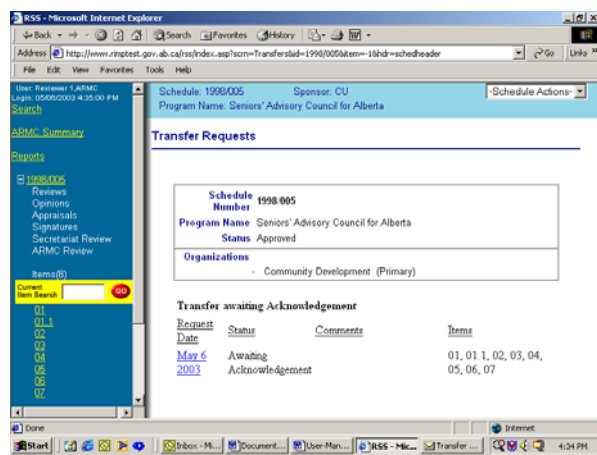 RSS - Microsoft Internet Explorer
Back Search Favorites History
Address http://www.rimptest.gov.ab.ca/rss/index.asp?scrn=Transfers&id=1998/005&item=-1&hdr=schedheader Go Links »
File Edit View Favorites Tools Help
User: Reviewer 1,ARMC
Login: 05/06/2003 4:35:00 PM
Search
ARMC Summary
Reports
1998/005
Reviews
Opinions
Appraisals
Signatures
Secretariat Review
ARMC Review
Items(8)
Current
Item Search GO
01
01.1
02
03
04
05
06
07
Schedule: 1998/005 Sponsor: CU -Schedule Actions-
Program Name: Seniors' Advisory Council for Alberta
Transfer Requests
Schedule
Number 1998/005
Program Name Seniors' Advisory Council for Alberta
Status Approved
Organizations
- Community Development (Primary)
Transfer awaiting Acknowledgement
Request
Date Status Comments Items
May 6 Awaiting 01, 01.1, 02, 03, 04,
2003 Acknowledgement 05, 06, 07
Done Internet
Start Inbox - Mi... Document... User-Man... RSS - Mic... Transfer ... 4:34 PM